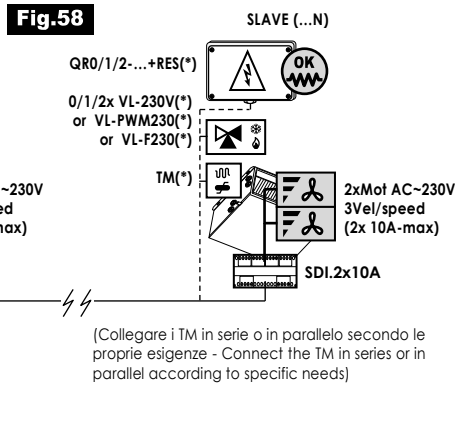 Fig.58
SLAVE (...N)
QR0/1/2-...+RES(*)
OK
0/1/2x VL-230V(*)
or VL-PWM230(*)
or VL-F230(*)
TM(*)
~230V
ed
max)
2xMot AC~230V
3Vel/speed
(2x 10A-max)
SDI.2x10A
(Collegare i TM in serie o in parallelo secondo le
proprie esigenze - Connect the TM in series or in
parallel according to specific needs)